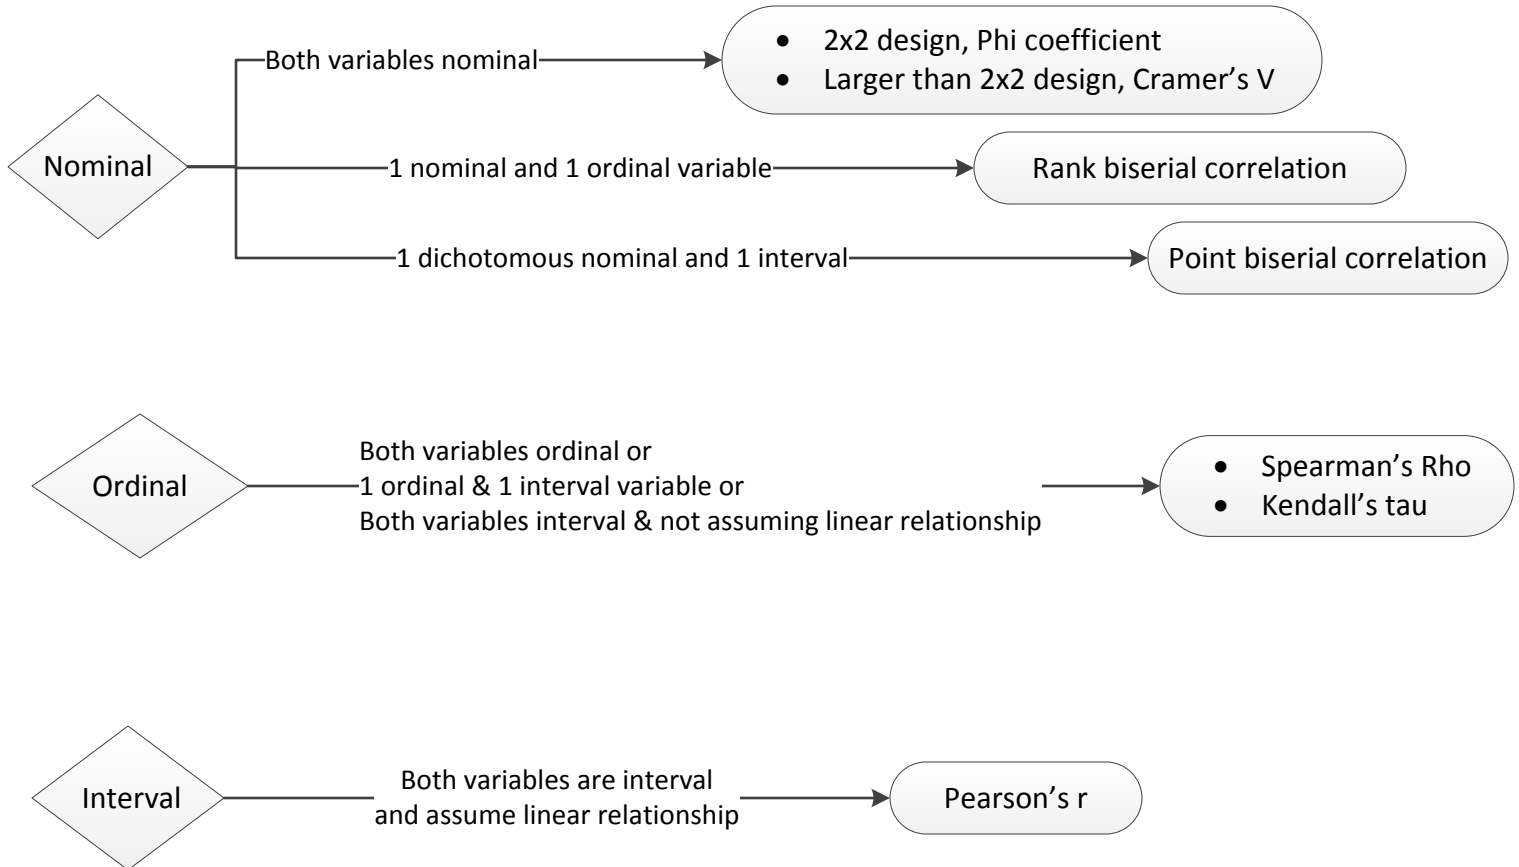 Nominal
Both variables nominal
• 2x2 design, Phi coefficient
• Larger than 2x2 design, Cramer’s V
1 nominal and 1 ordinal variable
Rank biserial correlation
1 dichotomous nominal and 1 interval
Point biserial correlation
Ordinal
Both variables ordinal or
1 ordinal & 1 interval variable or
Both variables interval & not assuming linear relationship
• Spearman’s Rho
• Kendall’s tau
Interval
Both variables are interval
and assume linear relationship
Pearson’s r